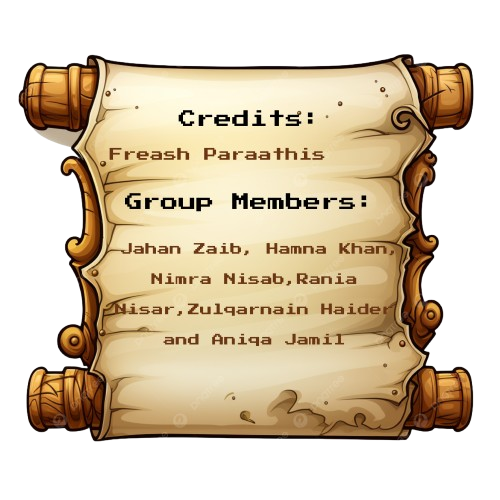 Credits:
Freash Paraathis
Group Members:
Jahan Zaib, Hamna Khan,
Nimra Nisab,Rania
Nisar,Zulqarnain Haider
and Aniqa Jamil